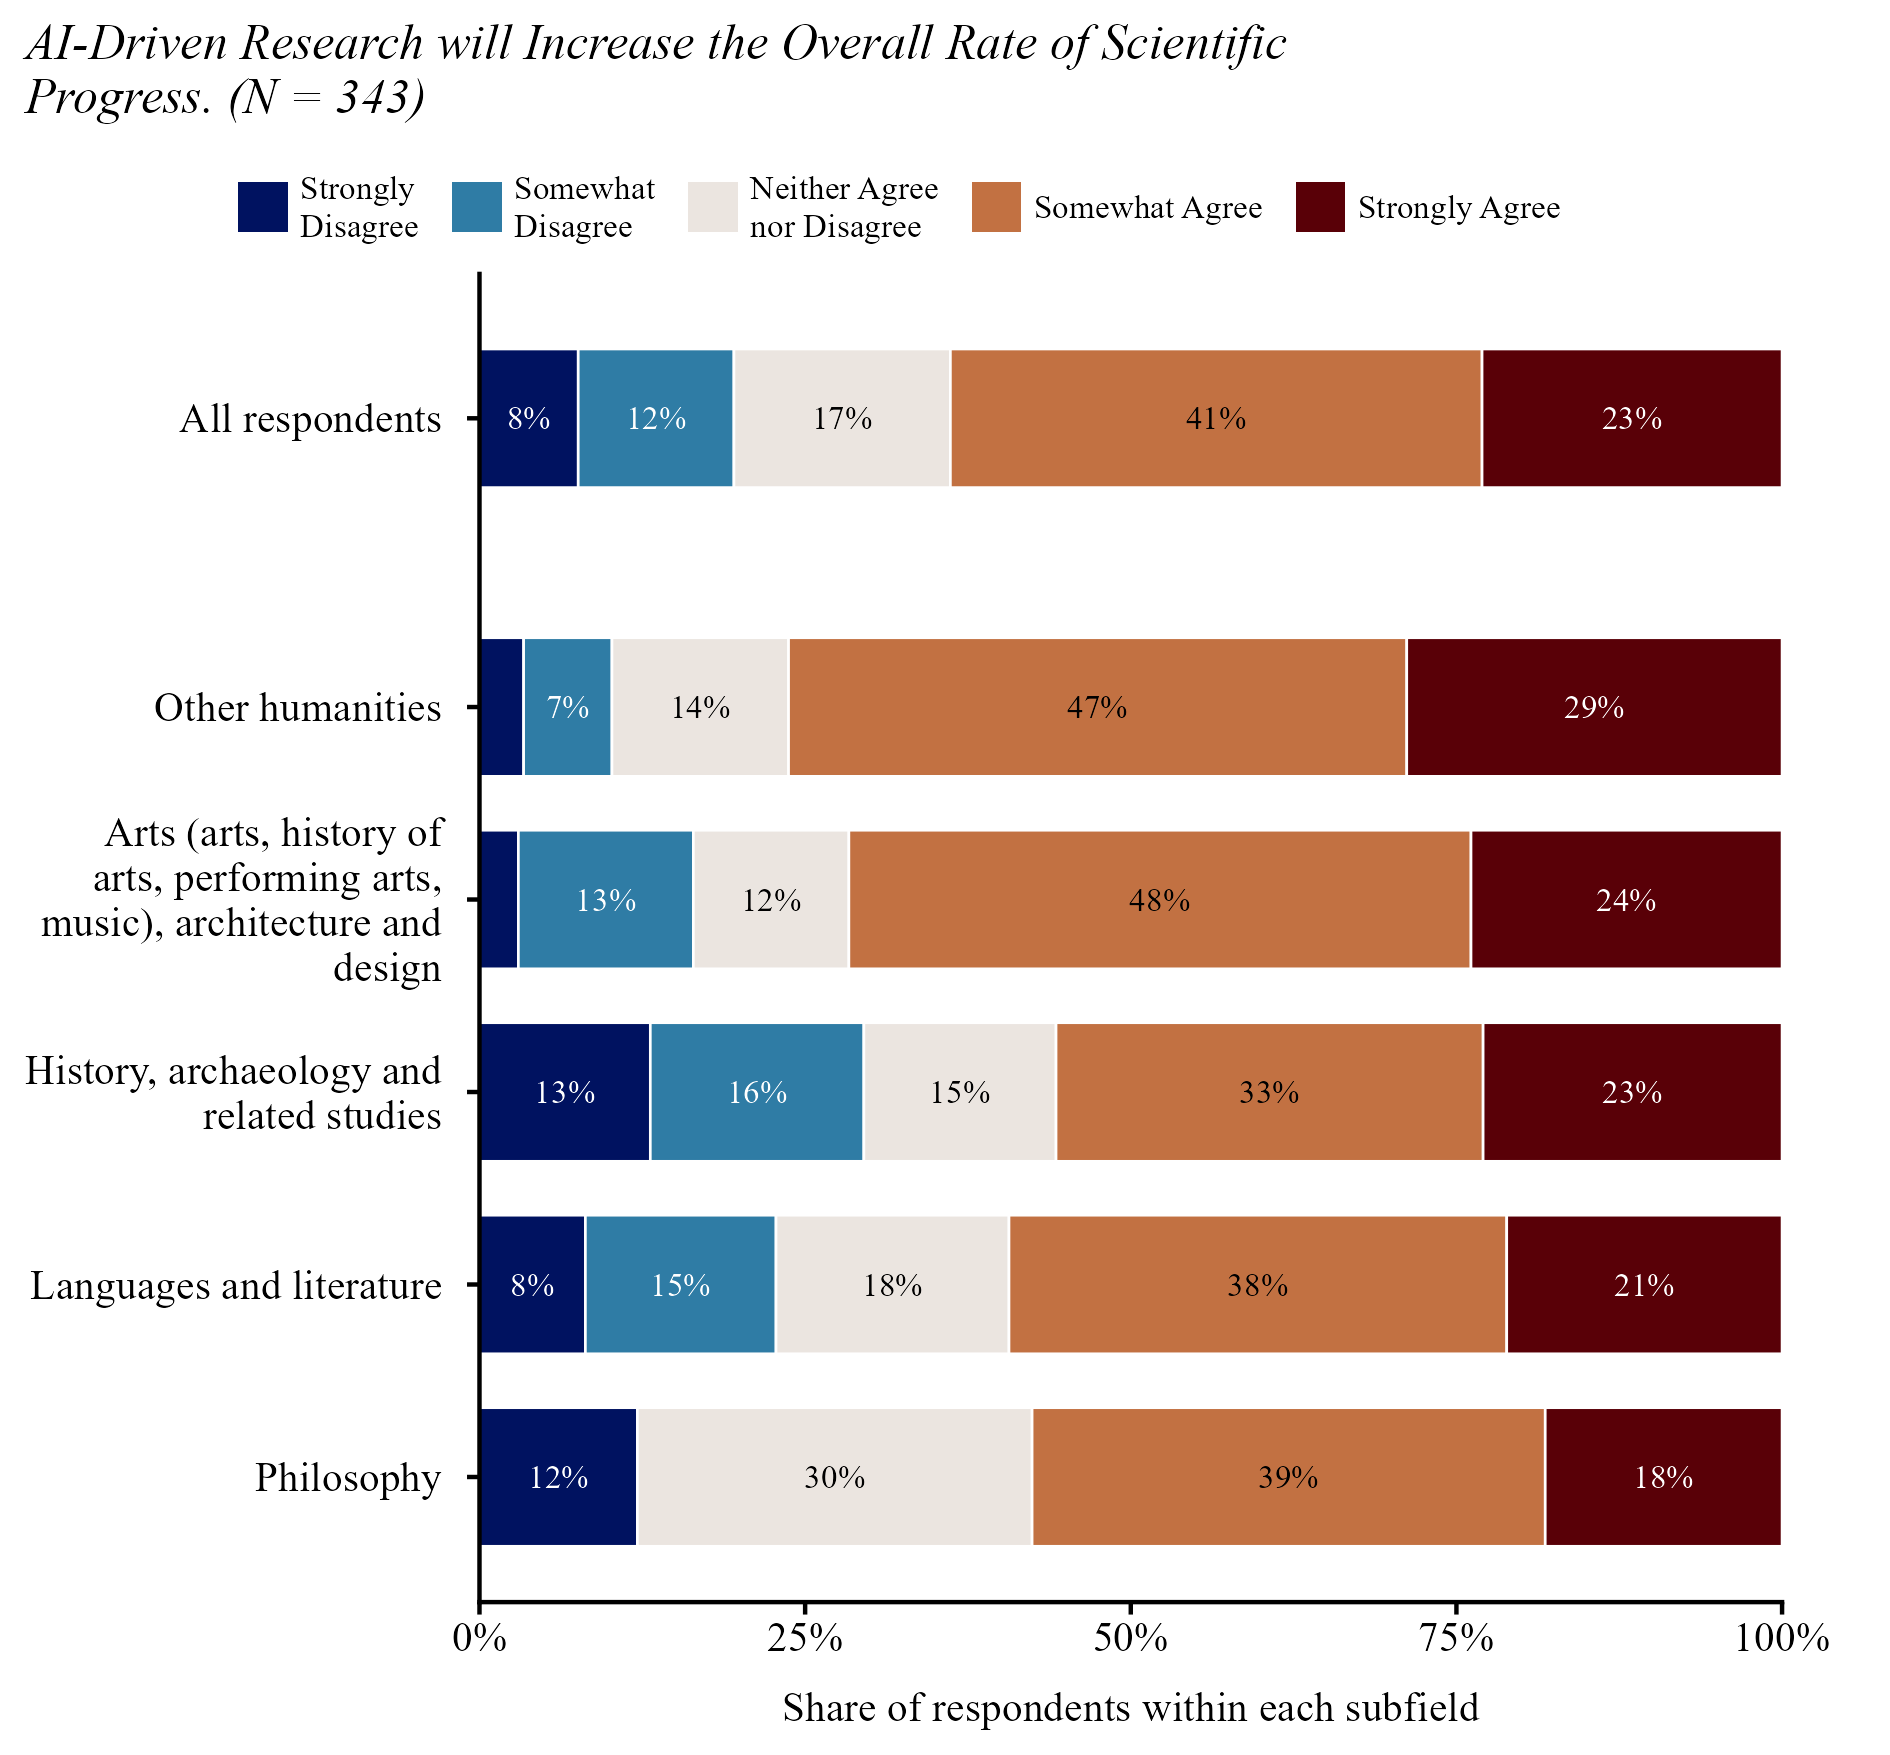 AI-Driven Research will Increase the Overall Rate of Scientific
Progress. (N = 343)
Strongly
Disagree
Somewhat
Disagree
Neither Agree
nor Disagree
Somewhat Agree
Strongly Agree
All respondents
8%
12%
17%
41%
23%
Other humanities
7%
14%
47%
29%
Arts (arts, history of
arts, performing arts,
music), architecture and
design
13%
12%
48%
24%
History, archaeology and
related studies
13%
16%
15%
33%
23%
Languages and literature
8%
15%
18%
38%
21%
Philosophy
12%
30%
39%
18%
0%
25%
50%
75%
100%
Share of respondents within each subfield